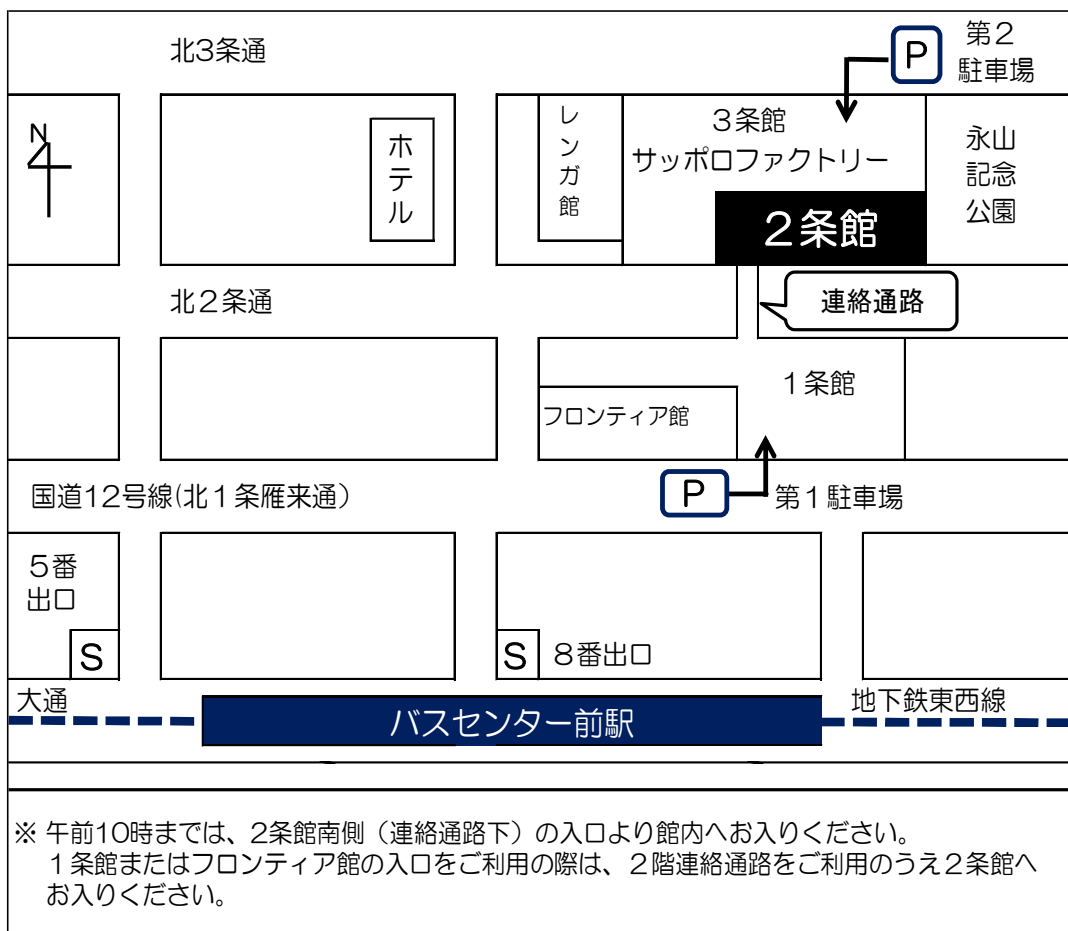 北3条通
P
第２
駐車場
N
ホテル
レンガ館
３条館
サッポロファクトリー
永山
記念
公園
２条館
北２条通
連絡通路
１条館
フロンティア館
国道12号線(北１条雁来通）
P
第１駐車場
５番
出口
S
S
８番出口
大通
地下鉄東西線
バスセンター前駅
※ 午前10時までは、2条館南側（連絡通路下）の入口より館内へお入りください。
１条館またはフロンティア館の入口をご利用の際は、２階連絡通路をご利用のうえ２条館へ
お入りください。